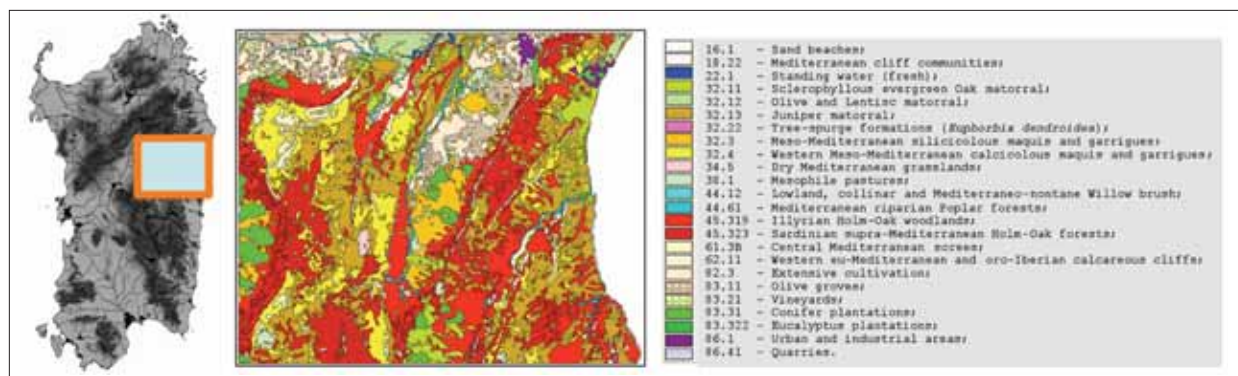 16.1 - Sand beaches;
18.22 - Mediterranean cliff communities;
22.1 - Standing water (fresh);
32.11 - Sclerophyllous evergreen Oak matorral;
32.12 - Olive and Lentisc matorral;
32.13 - Juniper matorral;
32.22 - Tree-spurge formations (Euphorbia dendroides);
32.3 - Meso-Mediterranean silicicolous maquis and garrigues;
32.4 - Western Meso-Mediterranean calcicolous maquis and garrigues;
34.5 - Dry Mediterranean grasslands;
38.1 - Mesophile pastures;
44.12 - Lowland, collinar and Mediterraneo-montane Willow brush;
44.61 - Mediterranean riparian Poplar forests;
45.319 - Illyrian Holm-Oak woodlands;
45.323 - Sardinian supra-Mediterranean Holm-Oak forests;
61.3B - Central Mediterranean screes;
62.11 - Western eu-Mediterranean and oro-Iberian calcareous cliffs;
82.3 - Extensive cultivation;
83.11 - Olive groves;
83.21 - Vineyards;
83.31 - Conifer plantations;
83.322 - Eucalyptus plantations;
86.1 - Urban and industrial areas;
86.41 - Quarries.